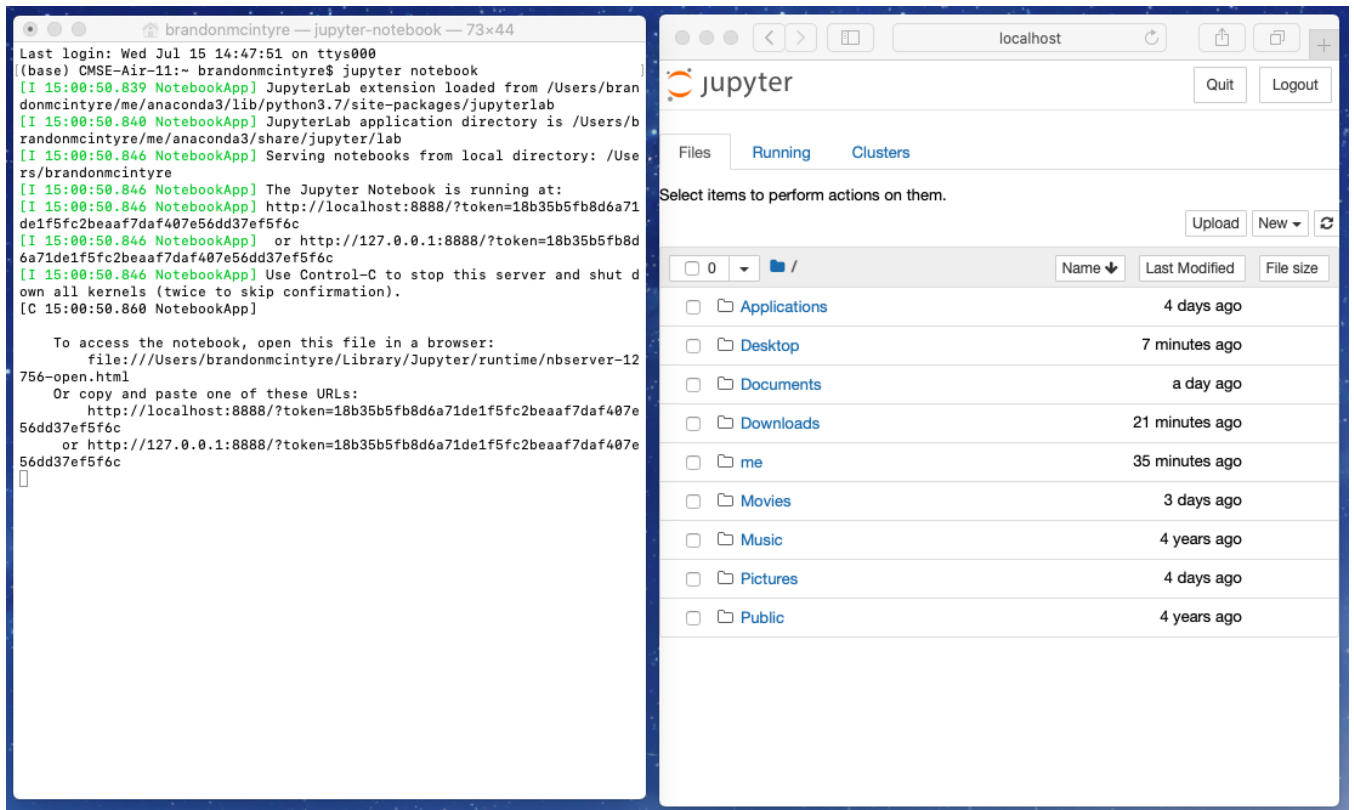 brandonmcintyre — jupyter-notebook — 73×44
Last login: Wed Jul 15 14:47:51 on ttys000
[(base) CMSE-Air-11:~ brandonmcintyre$ jupyter notebook ]
[I 15:00:50.839 NotebookApp] JupyterLab extension loaded from /Users/bran
donmcintyre/me/anaconda3/lib/python3.7/site-packages/jupyterlab
[I 15:00:50.840 NotebookApp] JupyterLab application directory is /Users/b
randonmcintyre/me/anaconda3/share/jupyter/lab
[I 15:00:50.846 NotebookApp] Serving notebooks from local directory: /Use
rs/brandonmcintyre
[I 15:00:50.846 NotebookApp] The Jupyter Notebook is running at:
[I 15:00:50.846 NotebookApp] http://localhost:8888/?token=18b35b5fb8d6a71
de1f5fc2beaaf7daf407e56dd37ef5f6c
[I 15:00:50.846 NotebookApp]  or http://127.0.0.1:8888/?token=18b35b5fb8d
6a71de1f5fc2beaaf7daf407e56dd37ef5f6c
[I 15:00:50.846 NotebookApp] Use Control-C to stop this server and shut d
own all kernels (twice to skip confirmation).
[C 15:00:50.860 NotebookApp]
To access the notebook, open this file in a browser:
file:///Users/brandonmcintyre/Library/Jupyter/runtime/nbserver-12
756-open.html
Or copy and paste one of these URLs:
http://localhost:8888/?token=18b35b5fb8d6a71de1f5fc2beaaf7daf407e
56dd37ef5f6c
or http://127.0.0.1:8888/?token=18b35b5fb8d6a71de1f5fc2beaaf7daf407e
56dd37ef5f6c
localhost
jupyter Quit Logout
Files Running Clusters
Select items to perform actions on them.
Upload New
0 / Name Last Modified File size
Applications 4 days ago
Desktop 7 minutes ago
Documents a day ago
Downloads 21 minutes ago
me 35 minutes ago
Movies 3 days ago
Music 4 years ago
Pictures 4 days ago
Public 4 years ago